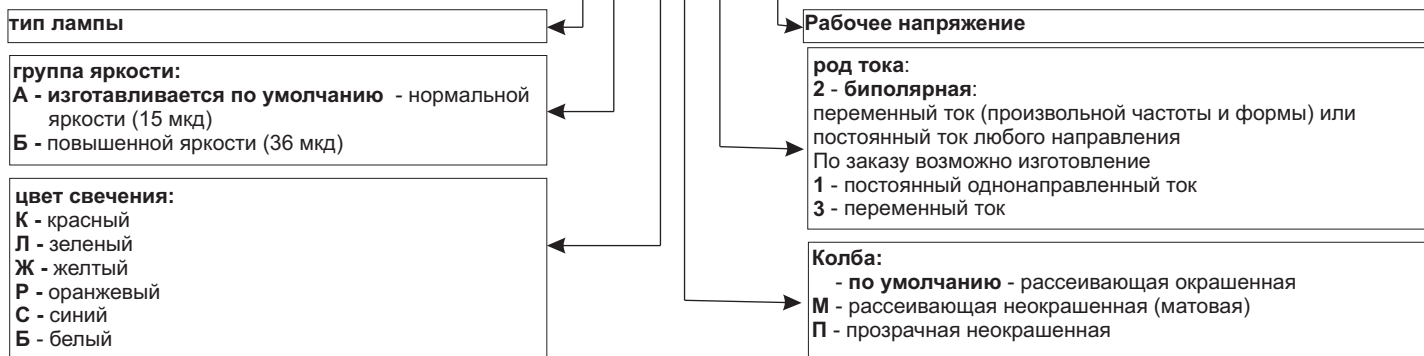 тип лампы
группа яркости:
А - изготавливается по умолчанию - нормальной
яркости (15 мкд)
Б - повышенной яркости (36 мкд)
цвет свечения:
К - красный
Л - зеленый
Ж - желтый
Р - оранжевый
С - синий
Б - белый
Рабочее напряжение
род тока:
2 - биполярная:
переменный ток (произвольной частоты и формы) или
постоянный ток любого направления
По заказу возможно изготовление
1 - постоянный однонаправленный ток
3 - переменный ток
Колба:
- по умолчанию - рассеивающая окрашенная
М - рассеивающая неокрашенная (матовая)
П - прозрачная неокрашенная